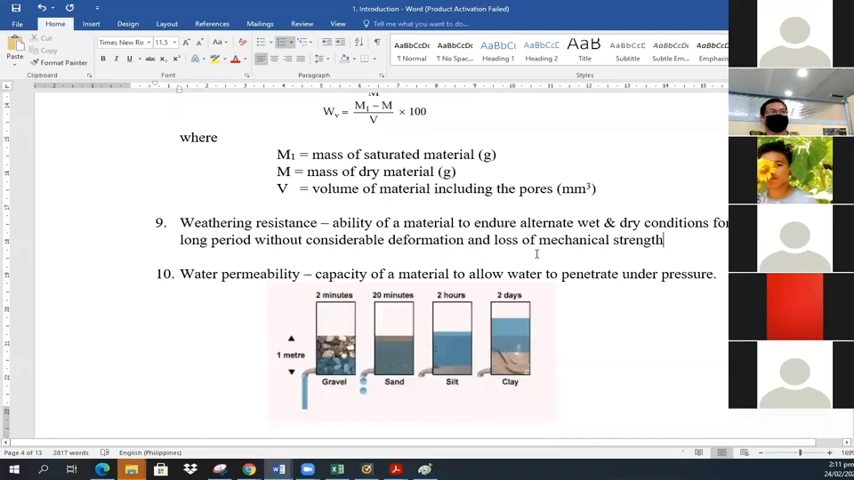 1. Introduction - Word (Product Activation Failed)
File Home Insert Design Layout References Mailings Review View Tell me what you want to do...
Cut
Copy
Paste
Format Painter
Clipboard
Times New Ro 11.5
Font
Paragraph
AaBbCcDc AaBbCcDc AaBbCc AaBbCcC AaB AaBbCcD AaBbCcDt AaBbCcDt
¶ Normal ¶ No Spac... Heading 1 Heading 2 Title Subtitle Subtle Em... Emphasis
Styles
M
Wv = M1 – M / V × 100
where
M1 = mass of saturated material (g)
M = mass of dry material (g)
V = volume of material including the pores (mm3)
9. Weathering resistance – ability of a material to endure alternate wet & dry conditions for
long period without considerable deformation and loss of mechanical strength
10. Water permeability – capacity of a material to allow water to penetrate under pressure.
2 minutes 20 minutes 2 hours 2 days
1 metre
Gravel Sand Silt Clay
Page 4 of 13 2817 words English (Philippines)
2:11 pm